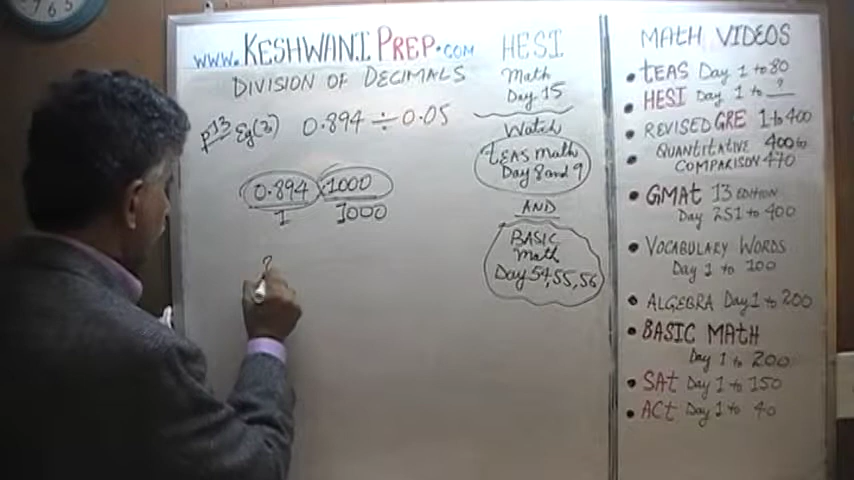 7 6 5
www.KESHWANIPREP.COM
DIVISION OF DECIMALS
p13 Eg(3) 0.894 ÷ 0.05
0.894 · 1000
1 1000
HESI
Math
Day 15
Watch
TEAS math
Day 8 and 9
AND
BASIC
Math
Day 54,55,56
MATH VIDEOS
• TEAS Day 1 to 80
• HESI Day 1 to ?
• REVISED GRE 1 to 400
• QUANTITATIVE 400 to
COMPARISON 470
• GMAT 13 EDITION
Day 251 to 400
• VOCABULARY WORDS
Day 1 to 100
• ALGEBRA Day 1 to 200
• BASIC MATH
Day 1 to 200
• SAT Day 1 to 150
• ACT Day 1 to 40